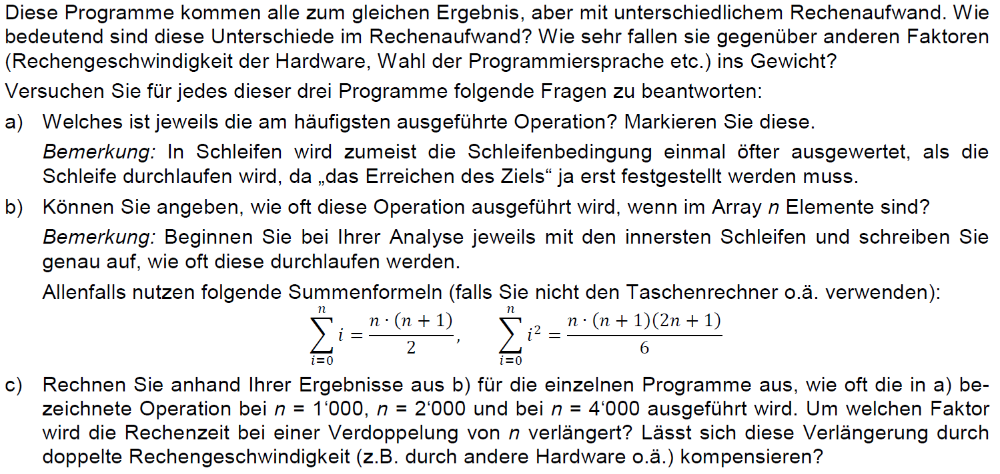 Diese Programme kommen alle zum gleichen Ergebnis, aber mit unterschiedlichem Rechenaufwand. Wie
bedeutend sind diese Unterschiede im Rechenaufwand? Wie sehr fallen sie gegenüber anderen Faktoren
(Rechengeschwindigkeit der Hardware, Wahl der Programmiersprache etc.) ins Gewicht?
Versuchen Sie für jedes dieser drei Programme folgende Fragen zu beantworten:
a) Welches ist jeweils die am häufigsten ausgeführte Operation? Markieren Sie diese.
Bemerkung: In Schleifen wird zumeist die Schleifenbedingung einmal öfter ausgewertet, als die
Schleife durchlaufen wird, da „das Erreichen des Ziels“ ja erst festgestellt werden muss.
b) Können Sie angeben, wie oft diese Operation ausgeführt wird, wenn im Array n Elemente sind?
Bemerkung: Beginnen Sie bei Ihrer Analyse jeweils mit den innersten Schleifen und schreiben Sie
genau auf, wie oft diese durchlaufen werden.
Allenfalls nutzen folgende Summenformeln (falls Sie nicht den Taschenrechner o.ä. verwenden):
∑_{i=0}^{n} i = n · (n + 1) / 2, ∑_{i=0}^{n} i² = n · (n + 1)(2n + 1) / 6
c) Rechnen Sie anhand Ihrer Ergebnisse aus b) für die einzelnen Programme aus, wie oft die in a) be-
zeichnete Operation bei n = 1‘000, n = 2‘000 und bei n = 4‘000 ausgeführt wird. Um welchen Faktor
wird die Rechenzeit bei einer Verdoppelung von n verlängert? Lässt sich diese Verlängerung durch
doppelte Rechengeschwindigkeit (z.B. durch andere Hardware o.ä.) kompensieren?